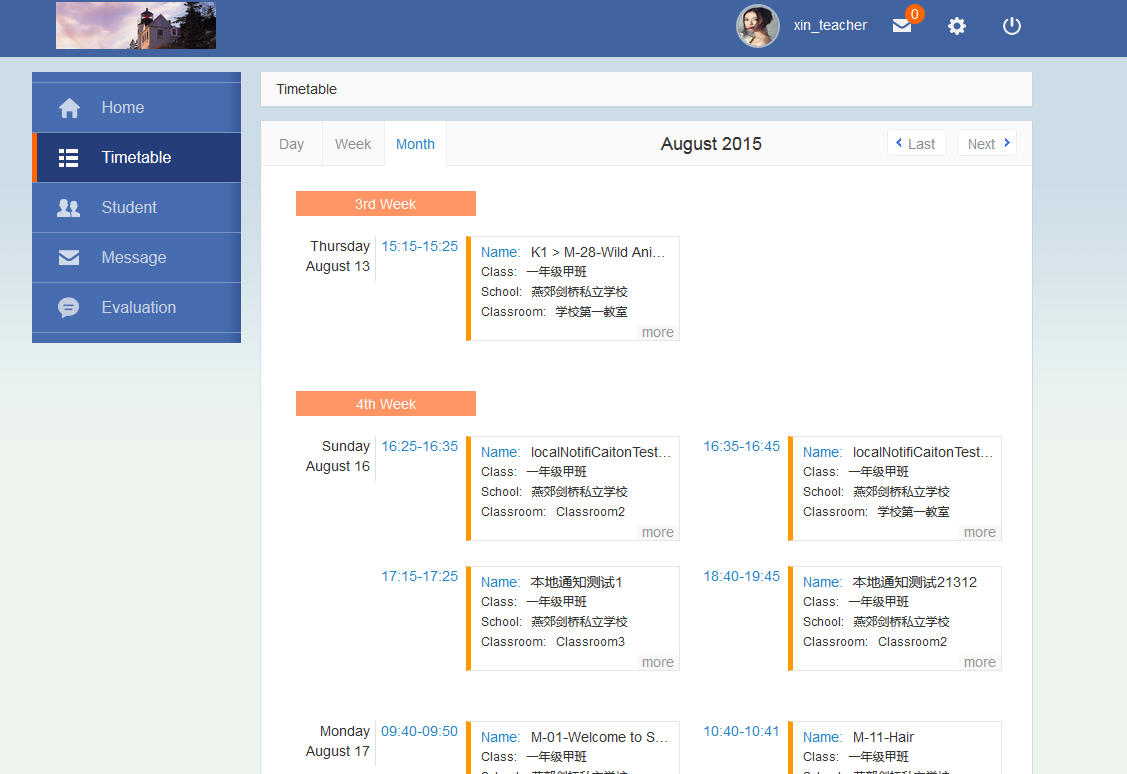 xin_teacher
0
Home
Timetable
Student
Message
Evaluation
Timetable
Day Week Month August 2015 Last Next
3rd Week
Thursday
August 13
15:15-15:25
Name: K1 > M-28-Wild Ani...
Class: 一年级甲班
School: 燕郊剑桥私立学校
Classroom: 学校第一教室
more
4th Week
Sunday
August 16
16:25-16:35
Name: localNotifiCaitonTest...
Class: 一年级甲班
School: 燕郊剑桥私立学校
Classroom: Classroom2
more
16:35-16:45
Name: localNotifiCaitonTest...
Class: 一年级甲班
School: 燕郊剑桥私立学校
Classroom: 学校第一教室
more
17:15-17:25
Name: 本地通知测试1
Class: 一年级甲班
School: 燕郊剑桥私立学校
Classroom: Classroom3
more
18:40-19:45
Name: 本地通知测试21312
Class: 一年级甲班
School: 燕郊剑桥私立学校
Classroom: Classroom2
more
Monday
August 17
09:40-09:50
Name: M-01-Welcome to S...
Class: 一年级甲班
10:40-10:41
Name: M-11-Hair
Class: 一年级甲班